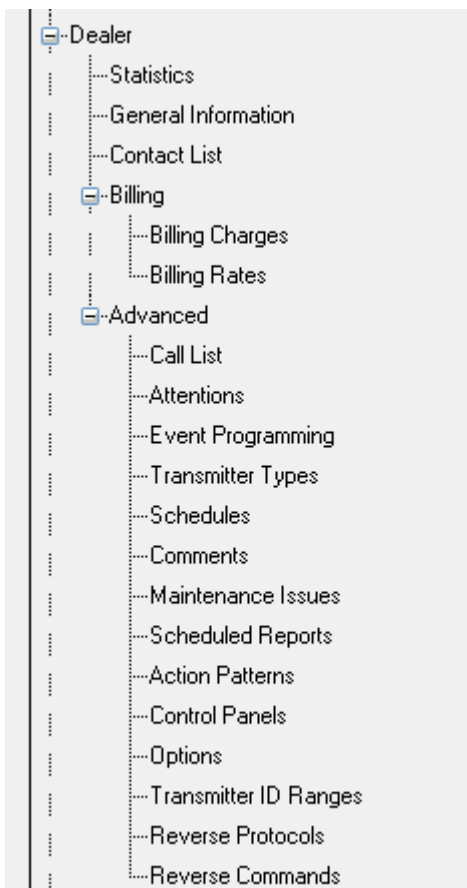 Dealer
Statistics
General Information
Contact List
Billing
Billing Charges
Billing Rates
Advanced
Call List
Attentions
Event Programming
Transmitter Types
Schedules
Comments
Maintenance Issues
Scheduled Reports
Action Patterns
Control Panels
Options
Transmitter ID Ranges
Reverse Protocols
Reverse Commands